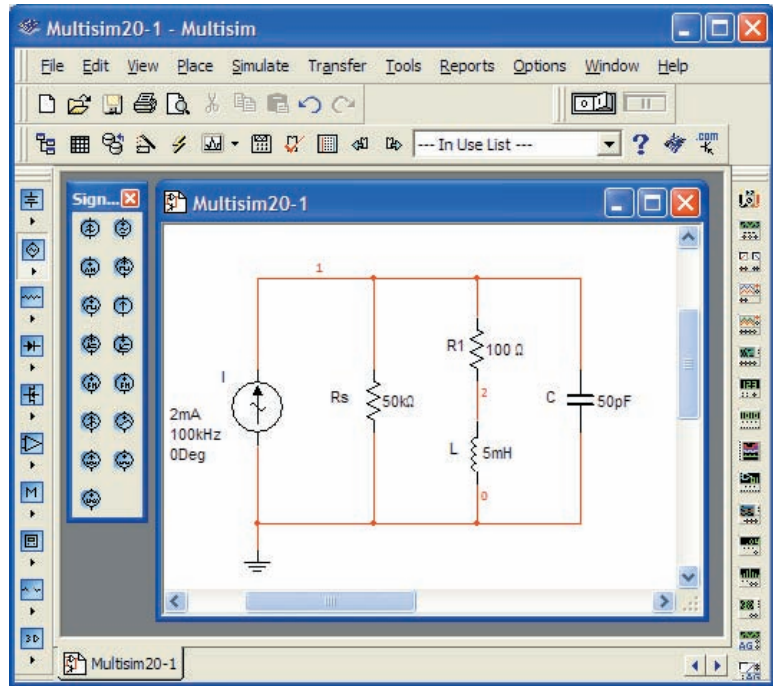 Multisim20-1 - Multisim
File Edit View Place Simulate Transfer Tools Reports Options Window Help
--- In Use List ---
?
.com
Sign...
Multisim20-1
1
I
2mA
100kHz
0Deg
Rs
50kΩ
R1
100 Ω
2
L
5mH
0
C
50pF
Multisim20-1